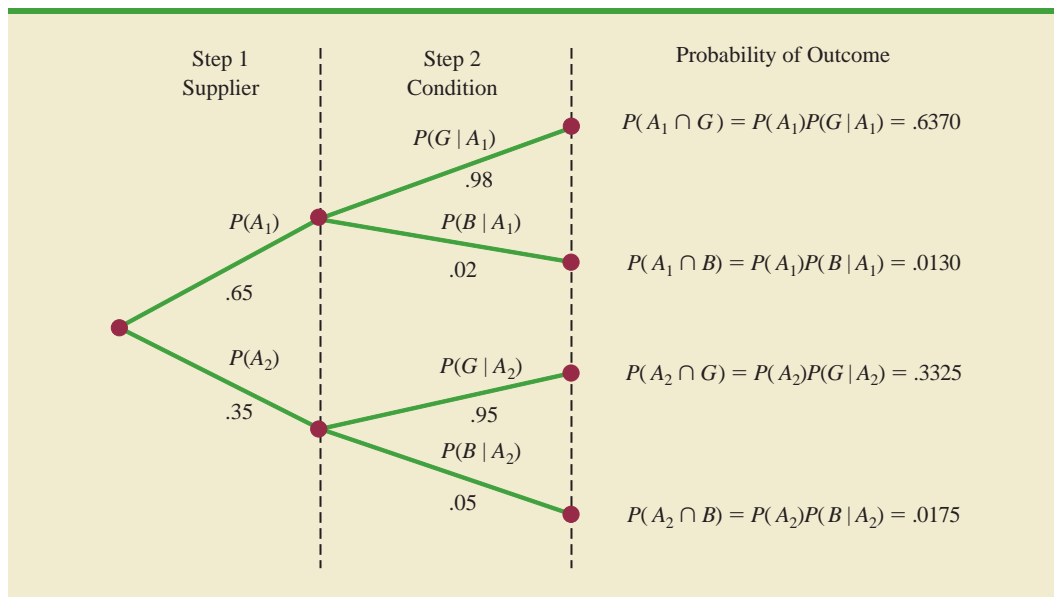 Step 1
Supplier
Step 2
Condition
Probability of Outcome
P(G | A₁)
.98
P(A₁ ∩ G) = P(A₁)P(G | A₁) = .6370
P(A₁)
.65
P(B | A₁)
.02
P(A₁ ∩ B) = P(A₁)P(B | A₁) = .0130
P(A₂)
.35
P(G | A₂)
.95
P(A₂ ∩ G) = P(A₂)P(G | A₂) = .3325
P(B | A₂)
.05
P(A₂ ∩ B) = P(A₂)P(B | A₂) = .0175